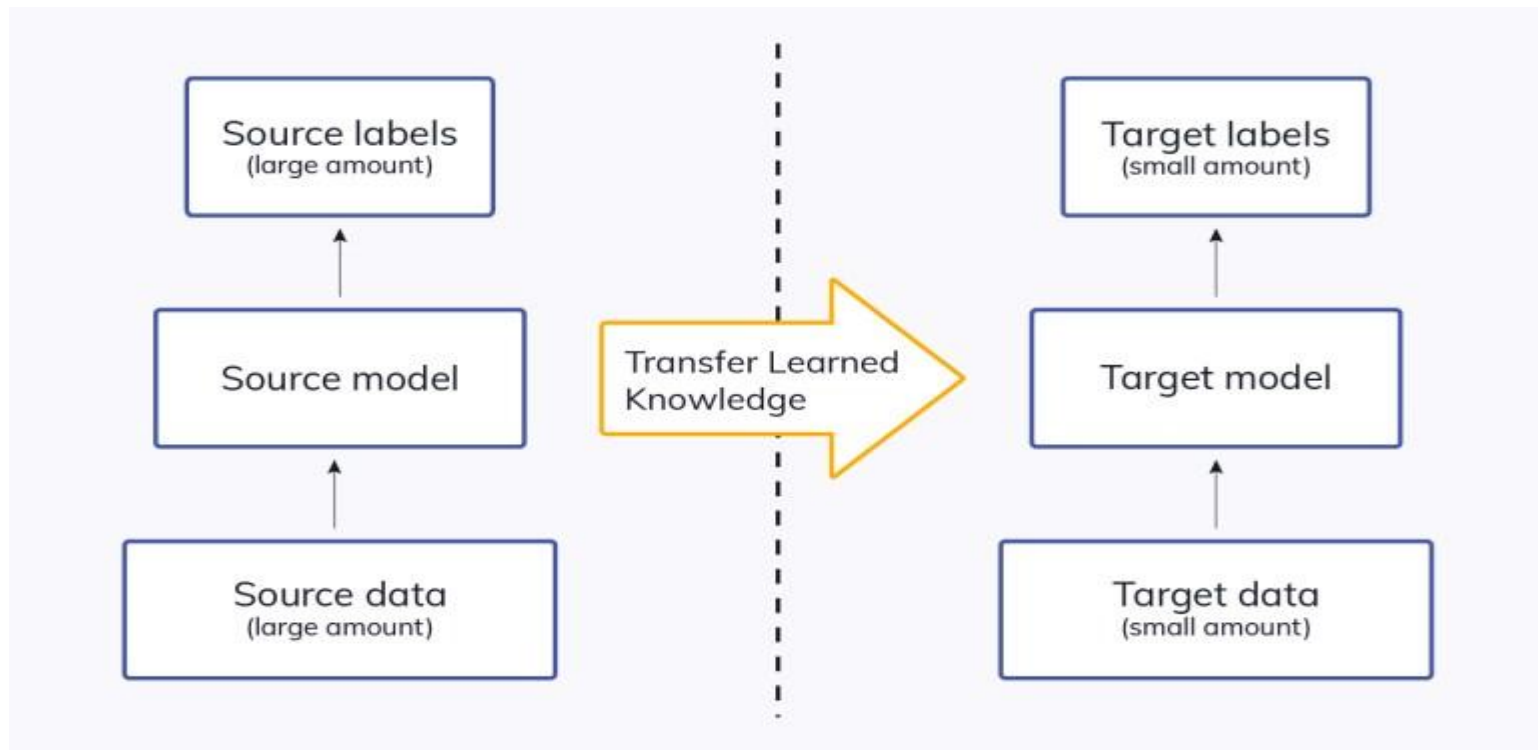 Source labels
(large amount)
Target labels
(small amount)
Source model
Transfer Learned
Knowledge
Target model
Source data
(large amount)
Target data
(small amount)